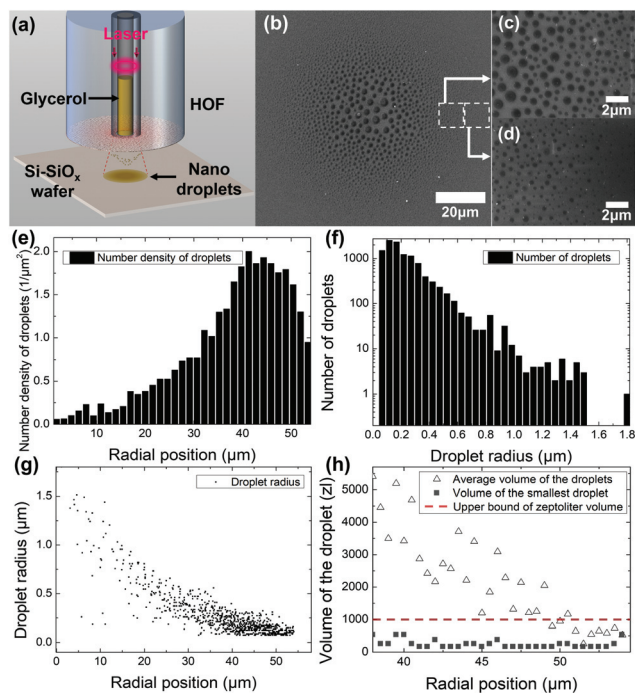 (a)
Laser
Glycerol
HOF
Si-SiOx
wafer
Nano
droplets
(b)
20μm
(c)
2μm
(d)
2μm
(e)
Number density of droplets
Number density of droplets (1/μm²)
2.0
1.5
1.0
0.5
0.0
10 20 30 40 50
Radial position (μm)
(f)
Number of droplets
Number of droplets
1000
100
10
1
0.0 0.2 0.4 0.6 0.8 1.0 1.2 1.4 1.6 1.8
Droplet radius (μm)
(g)
Droplet radius
Droplet radius (μm)
1.5
1.0
0.5
0.0
0 10 20 30 40 50 60
Radial position (μm)
(h)
Average volume of the droplets
Volume of the smallest droplet
Upper bound of zeptoliter volume
Volume of the droplet (zl)
5000
4000
3000
2000
1000
0
40 45 50
Radial position (μm)